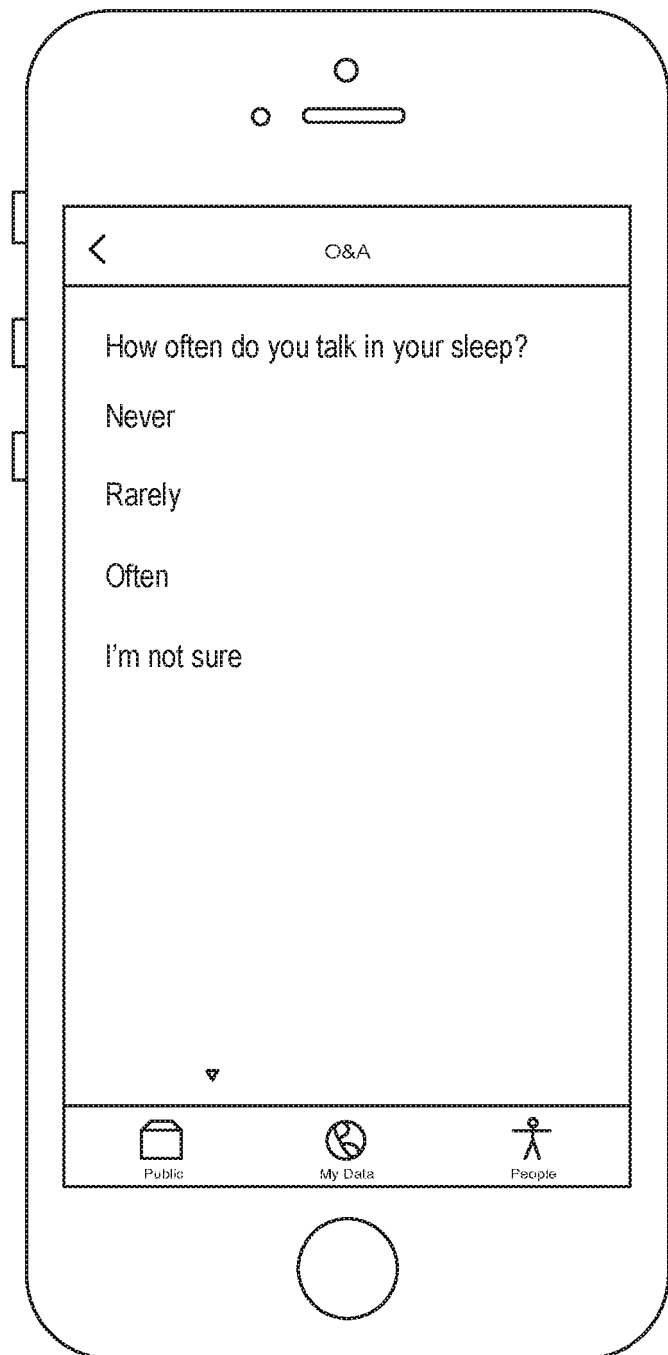 O&A
How often do you talk in your sleep?
Never
Rarely
Often
I'm not sure
Public
My Data
People